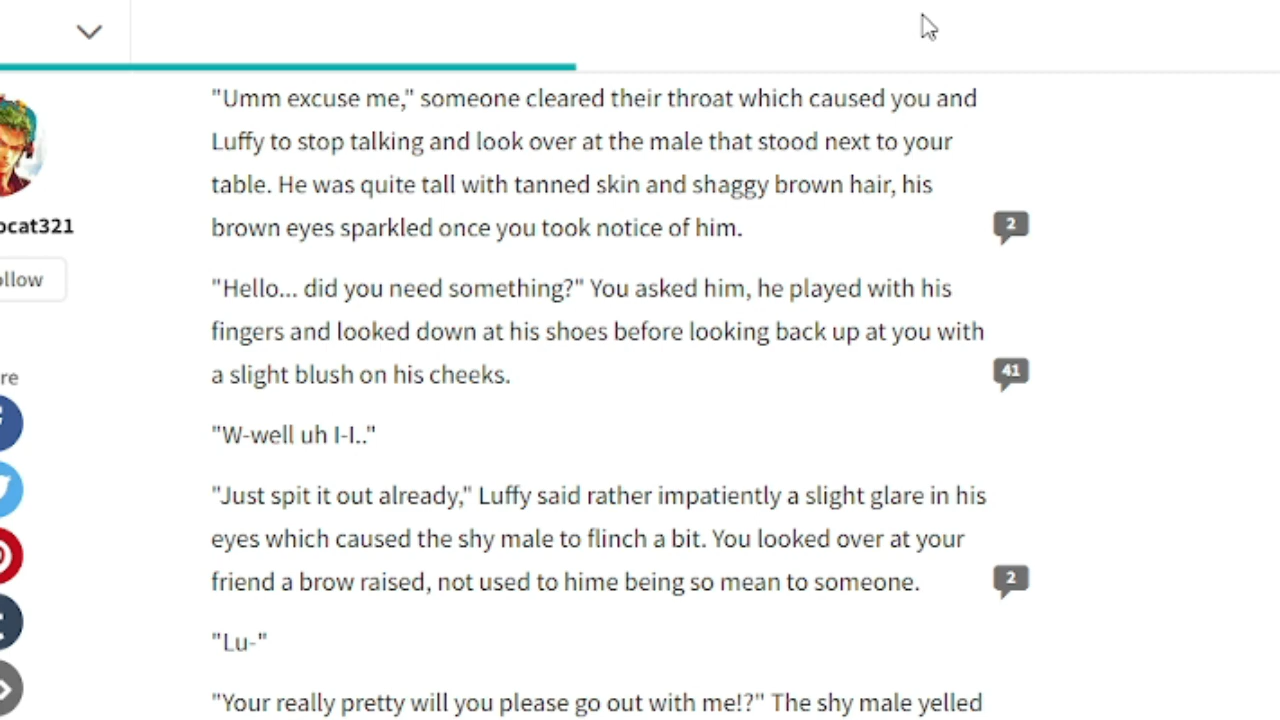 "Umm excuse me," someone cleared their throat which caused you and
Luffy to stop talking and look over at the male that stood next to your
table. He was quite tall with tanned skin and shaggy brown hair, his
brown eyes sparkled once you took notice of him.
2
"Hello... did you need something?" You asked him, he played with his
fingers and looked down at his shoes before looking back up at you with
a slight blush on his cheeks.
41
"W-well uh I-I.."
"Just spit it out already," Luffy said rather impatiently a slight glare in his
eyes which caused the shy male to flinch a bit. You looked over at your
friend a brow raised, not used to hime being so mean to someone.
2
"Lu-"
"Your really pretty will you please go out with me!?" The shy male yelled
ocat321
ollow
re